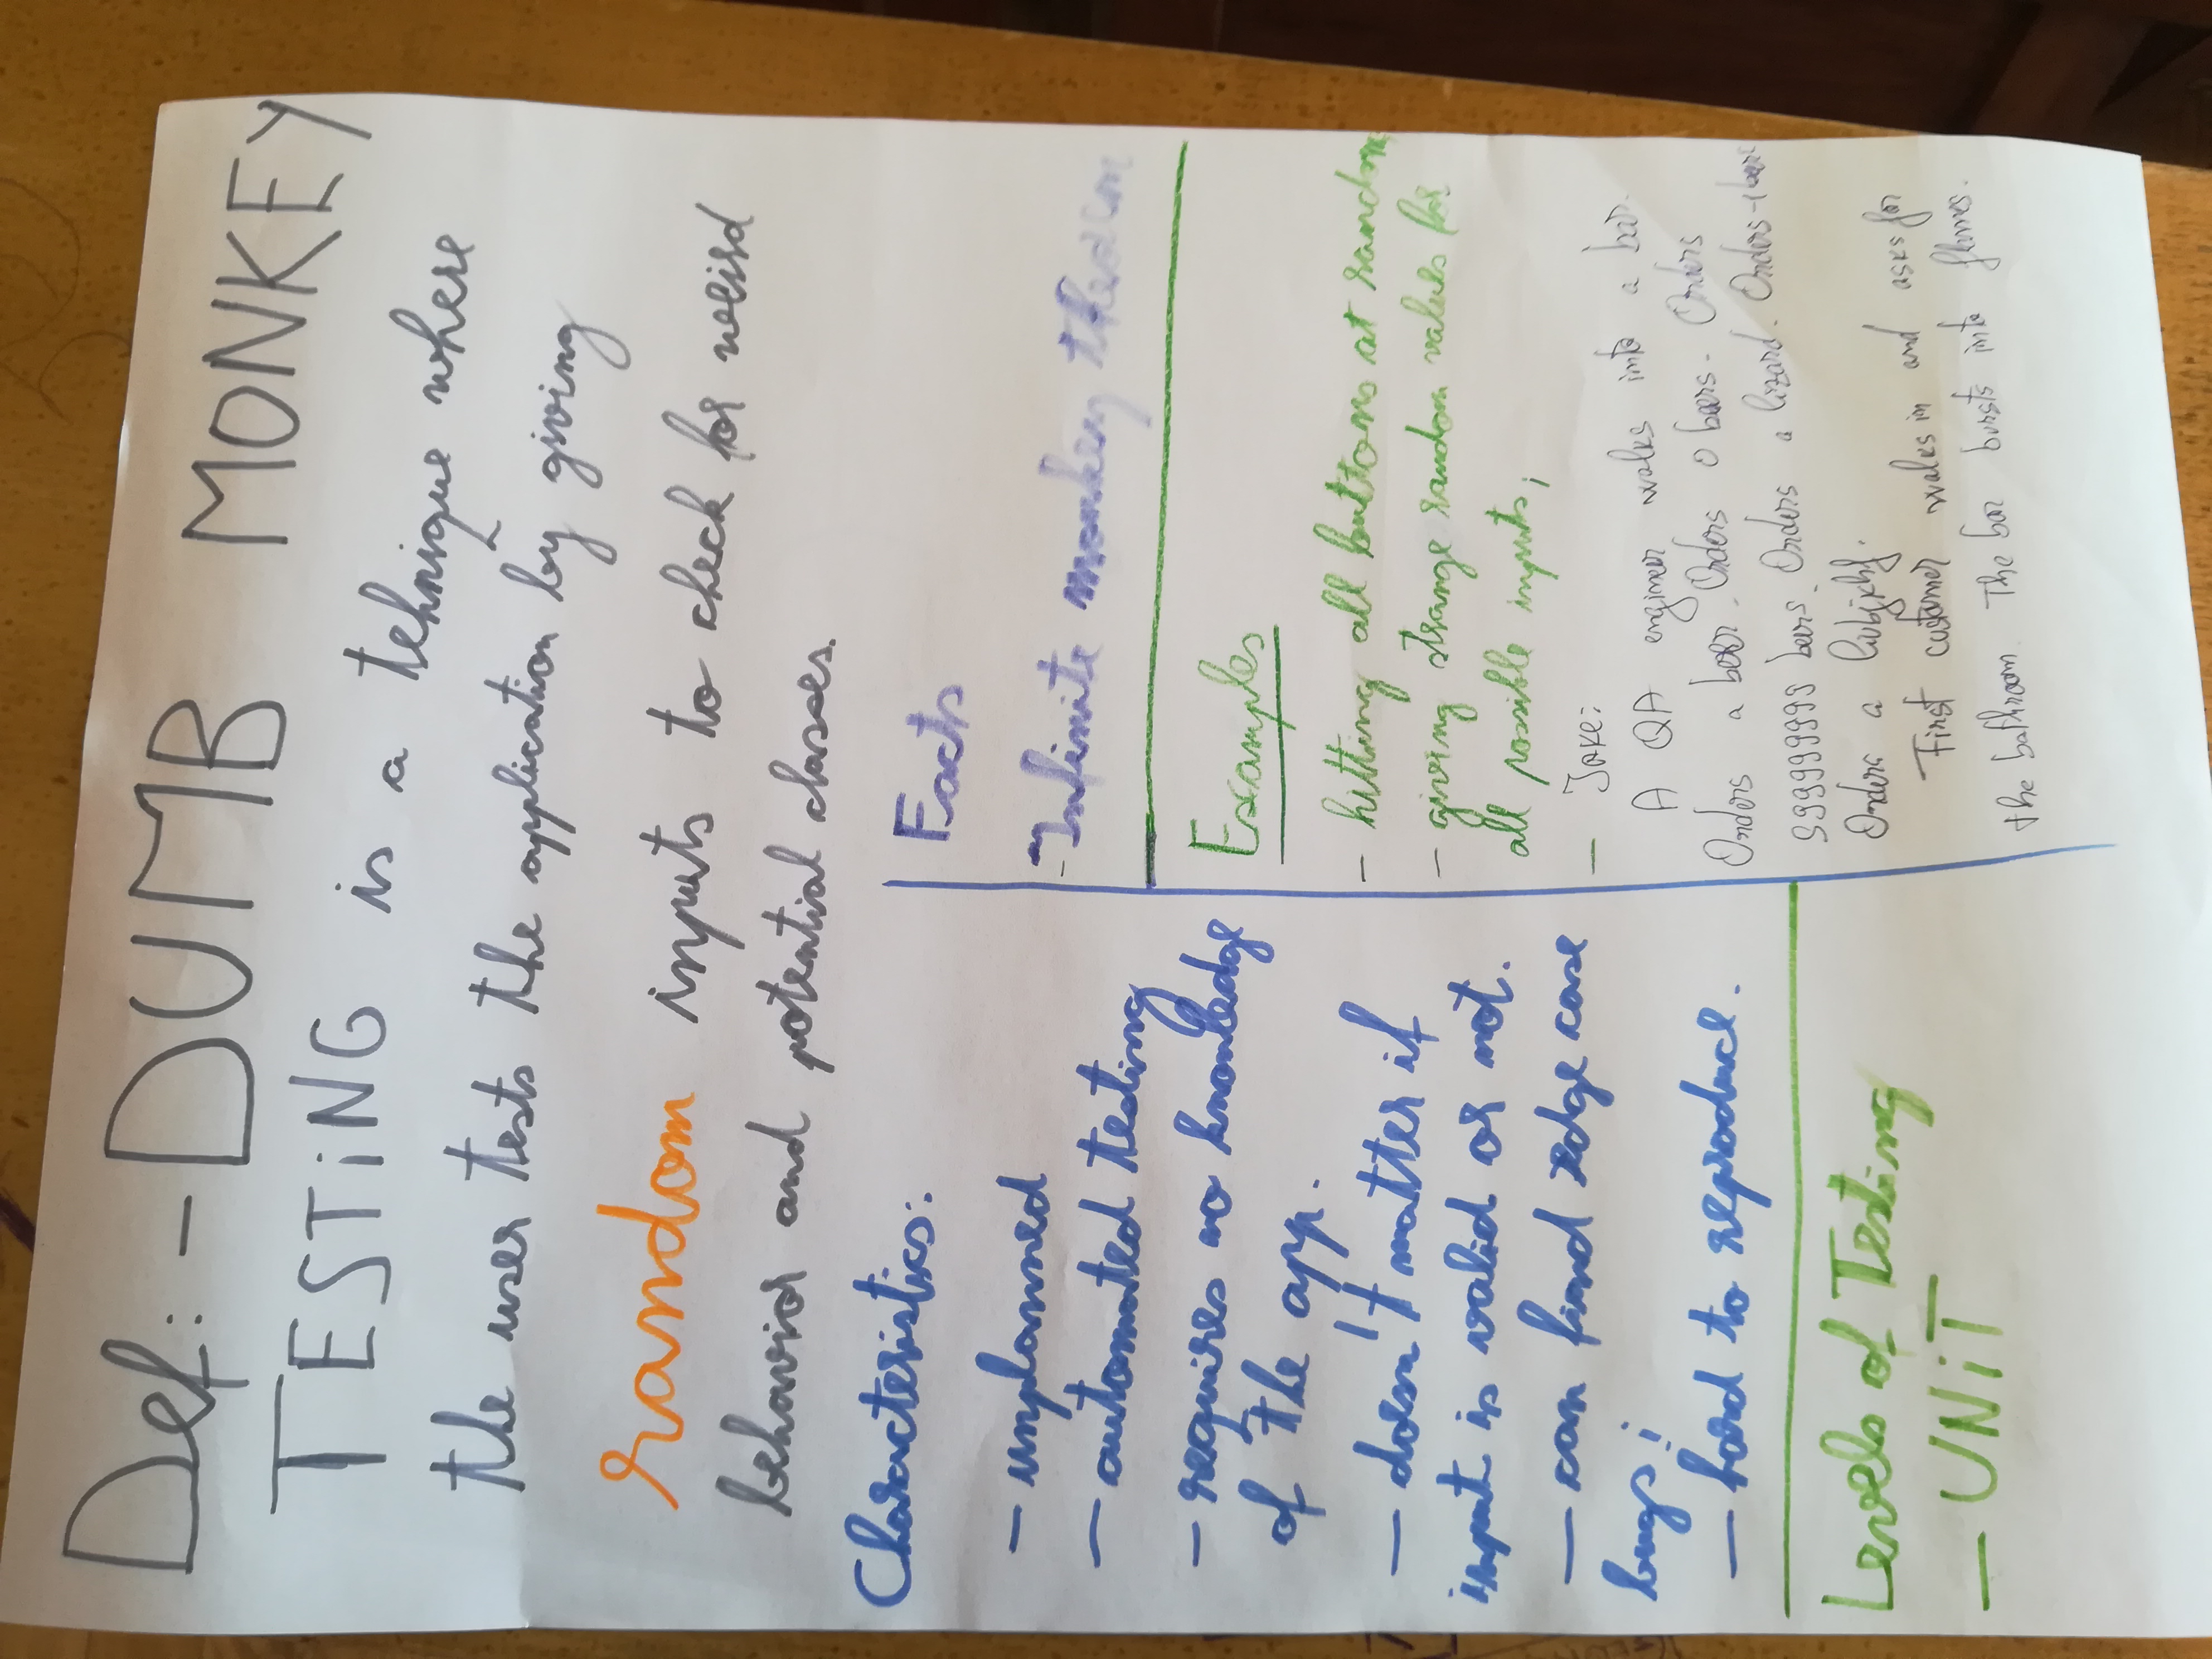 Def: - DUMB MONKEY
TESTiNG is a tehnique where
the user tests the application by giving
random inputs to check for weird
behavior and potential chases.
Characteristics:
- unplanned
- automated testing
- requires no knowledge
of the app.
- doesn't matter if
input is valid or not.
- can find edge case
bugs;
- hard to reproduce.
Levels of Testing
- UNiT
Facts
- Infinite monkey theorem
Examples
- hitting all buttons at random
- giving strange random values for
all possible inputs;
- Joke:
A QA engineer walks into a bar.
Orders a beer. Orders 0 beers. Orders
999999999 beers. Orders a lizard. Orders -1 beers
Orders a
First customer walks in and asks for
the bathroom. The bar bursts into flames.